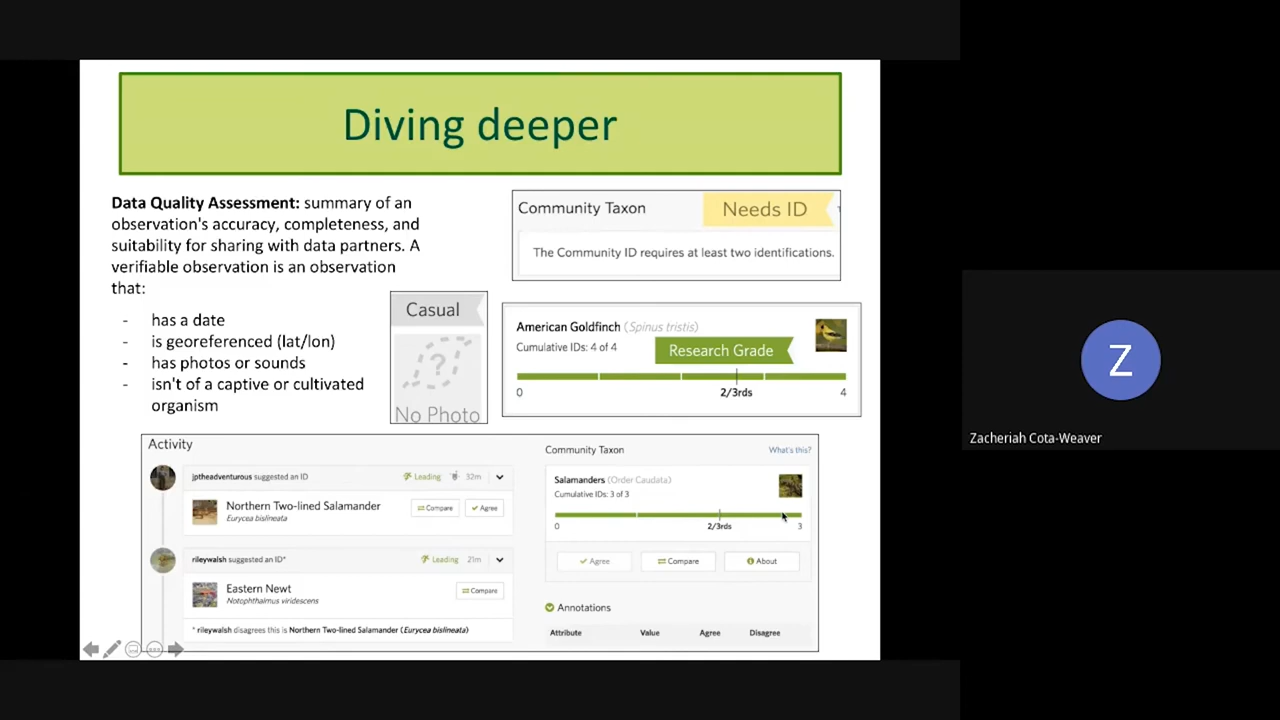 Diving deeper
Data Quality Assessment: summary of an
observation's accuracy, completeness, and
suitability for sharing with data partners. A
verifiable observation is an observation
that:
- has a date
- is georeferenced (lat/lon)
- has photos or sounds
- isn't of a captive or cultivated
organism
Community Taxon
Needs ID
The Community ID requires at least two identifications.
Casual
?
No Photo
American Goldfinch (Spinus tristis)
Cumulative IDs: 4 of 4
Research Grade
0 2/3rds 4
Activity
jptheadventurous suggested an ID Leading 32m
Northern Two-lined Salamander
Eurycea bislineata
Compare Agree
rileywalsh suggested an ID* Leading 21m
Eastern Newt
Notophthalmus viridescens
Compare
* rileywalsh disagrees this is Northern Two-lined Salamander (Eurycea bislineata)
Community Taxon What's this?
Salamanders (Order Caudata)
Cumulative IDs: 3 of 3
0 2/3rds 3
Agree Compare About
Annotations
Attribute Value Agree Disagree
Z
Zacheriah Cota-Weaver